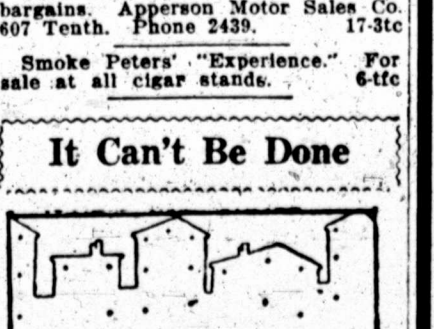 bargains. Apperson Motor Sales Co.
607 Tenth. Phone 2439. 17-3tc
Smoke Peters' "Experience." For
sale at all cigar stands. 6-tfc
It Can't Be Done